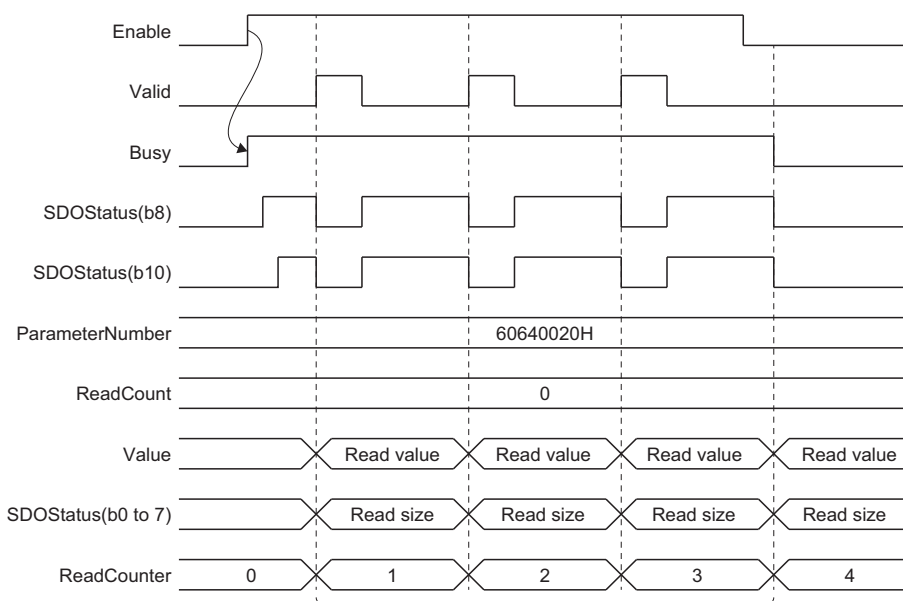 Enable
Valid
Busy
SDOStatus(b8)
SDOStatus(b10)
ParameterNumber 60640020H
ReadCount 0
Value Read value Read value Read value Read value
SDOStatus(b0 to 7) Read size Read size Read size Read size
ReadCounter 0 1 2 3 4